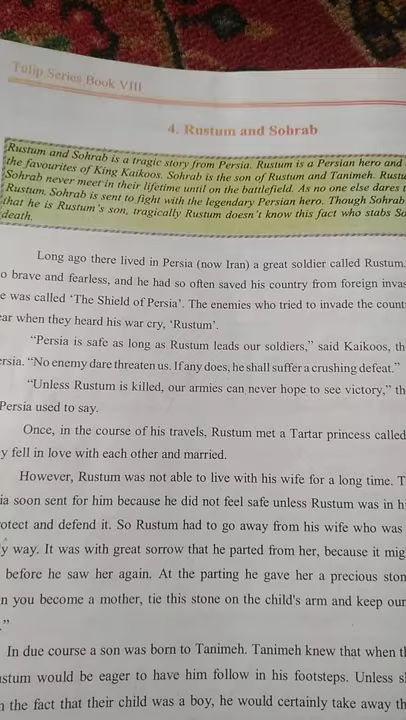 Tulip Series Book VIII
4. Rustum and Sohrab
Rustum and Sohrab is a tragic story from Persia. Rustum is a Persian hero and
the favourites of King Kaikoos. Sohrab is the son of Rustum and Tanimeh.
Sohrab never meet in their lifetime until on the battlefield. As no one else dares
Rustum, Sohrab is sent to fight with the legendary Persian hero. Though Sohrab
that he is Rustum's son, tragically Rustum doesn't know this fact who stabs
death.
Long ago there lived in Persia (now Iran) a great soldier called Rustum.
o brave and fearless, and he had so often saved his country from foreign
e was called 'The Shield of Persia'. The enemies who tried to invade the
ear when they heard his war cry, 'Rustum'.
"Persia is safe as long as Rustum leads our soldiers," said Kaikoos,
ersia. "No enemy dare threaten us. If any does, he shall suffer a crushing defeat."
"Unless Rustum is killed, our armies can never hope to see victory,"
Persia used to say.
Once, in the course of his travels, Rustum met a Tartar princess called
y fell in love with each other and married.
However, Rustum was not able to live with his wife for a long time. T
ia soon sent for him because he did not feel safe unless Rustum was in
otect and defend it. So Rustum had to go away from his wife who was
y way. It was with great sorrow that he parted from her, because it
before he saw her again. At the parting he gave her a precious
n you become a mother, tie this stone on the child's arm and keep our
."
In due course a son was born to Tanimeh. Tanimeh knew that when
ustum would be eager to have him follow in his footsteps. Unless
the fact that their child was a boy, he would certainly take away